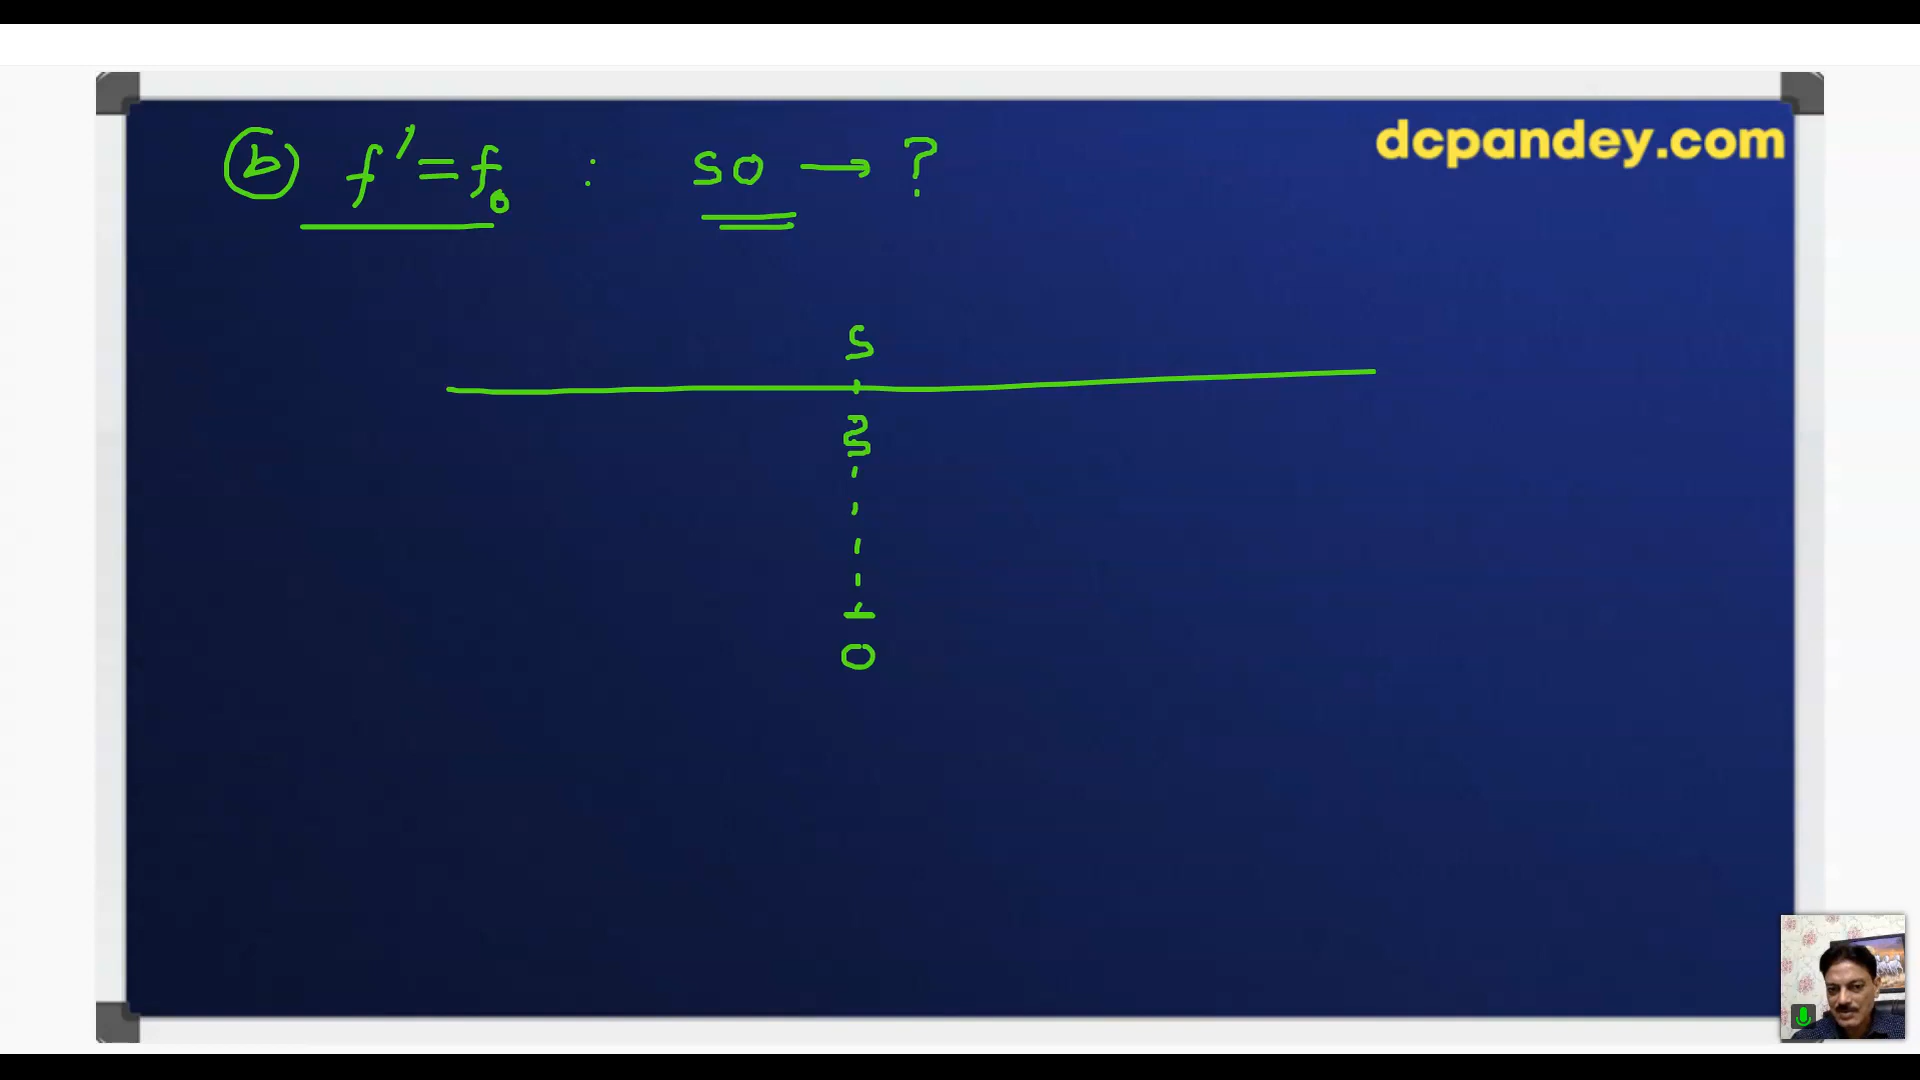 (b) f' = f₀ : SO → ?
dcpandey.com
S
O